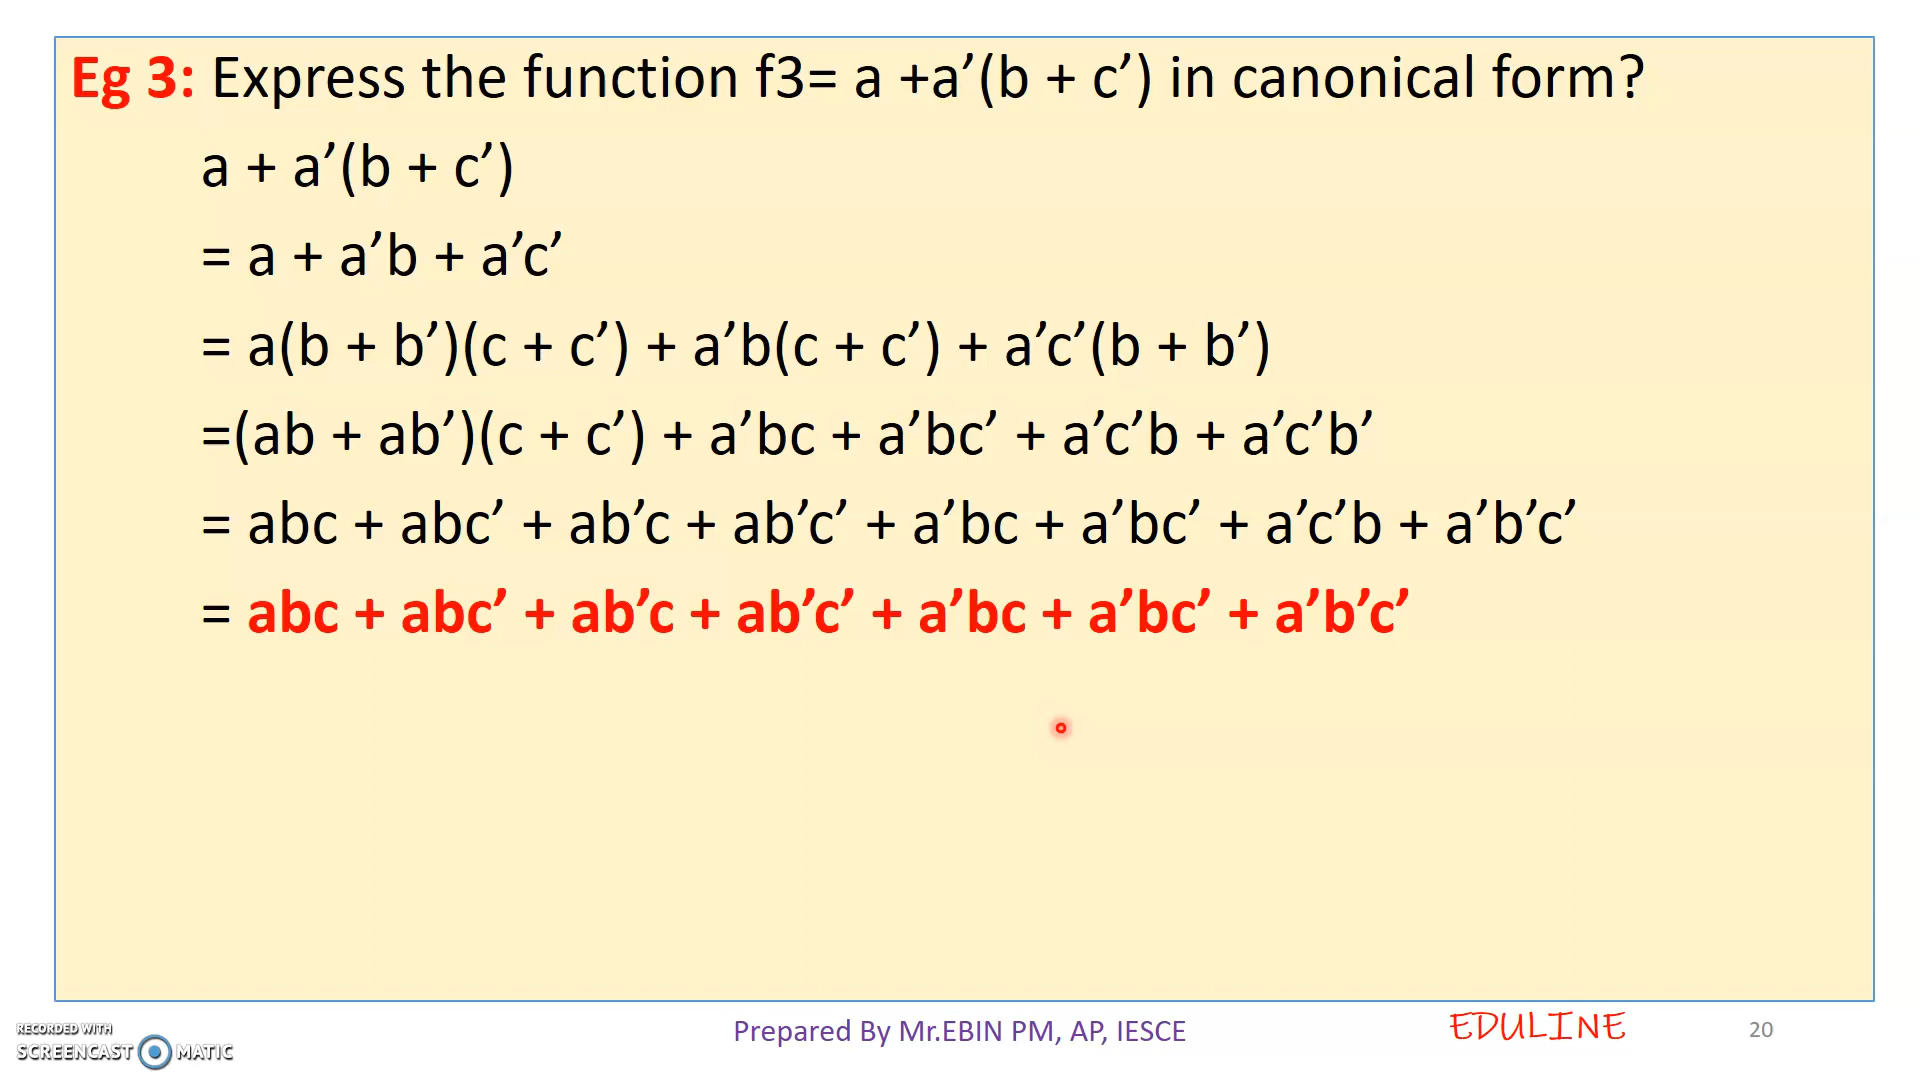 Eg 3: Express the function f3= a +a’(b + c’) in canonical form?
a + a’(b + c’)
= a + a’b + a’c’
= a(b + b’)(c + c’) + a’b(c + c’) + a’c’(b + b’)
=(ab + ab’)(c + c’) + a’bc + a’bc’ + a’c’b + a’c’b’
= abc + abc’ + ab’c + ab’c’ + a’bc + a’bc’ + a’c’b + a’b’c’
= abc + abc’ + ab’c + ab’c’ + a’bc + a’bc’ + a’b’c’
RECORDED WITH
SCREENCAST MATIC
Prepared By Mr.EBIN PM, AP, IESCE
EDULINE
20